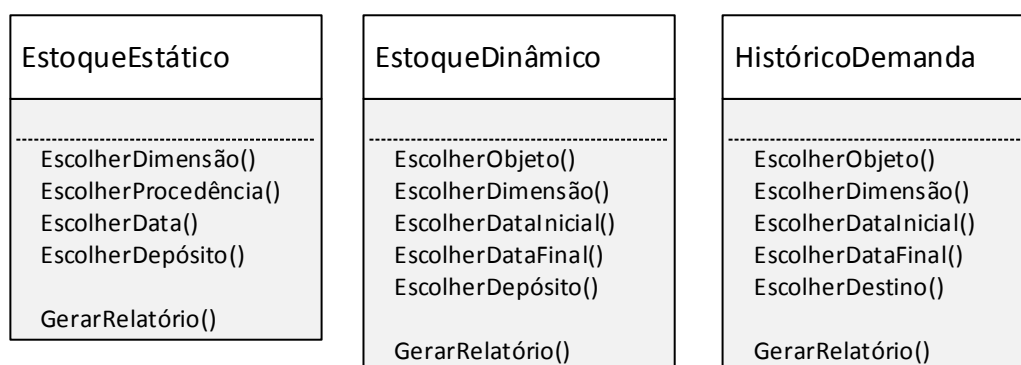 EstoqueEstático
EscolherDimensão()
EscolherProcedência()
EscolherData()
EscolherDepósito()
GerarRelatório()
EstoqueDinâmico
EscolherObjeto()
EscolherDimensão()
EscolherDataInicial()
EscolherDataFinal()
EscolherDepósito()
GerarRelatório()
HistóricoDemanda
EscolherObjeto()
EscolherDimensão()
EscolherDataInicial()
EscolherDataFinal()
EscolherDestino()
GerarRelatório()